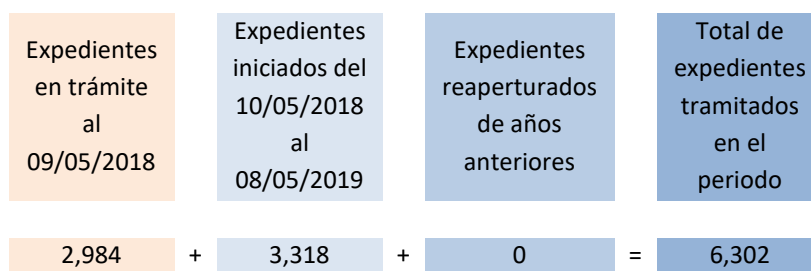 Expedientes
en trámite
al
09/05/2018
Expedientes
iniciados del
10/05/2018
al
08/05/2019
Expedientes
reaperturados
de años
anteriores
Total de
expedientes
tramitados
en el
periodo
2,984 + 3,318 + 0 = 6,302